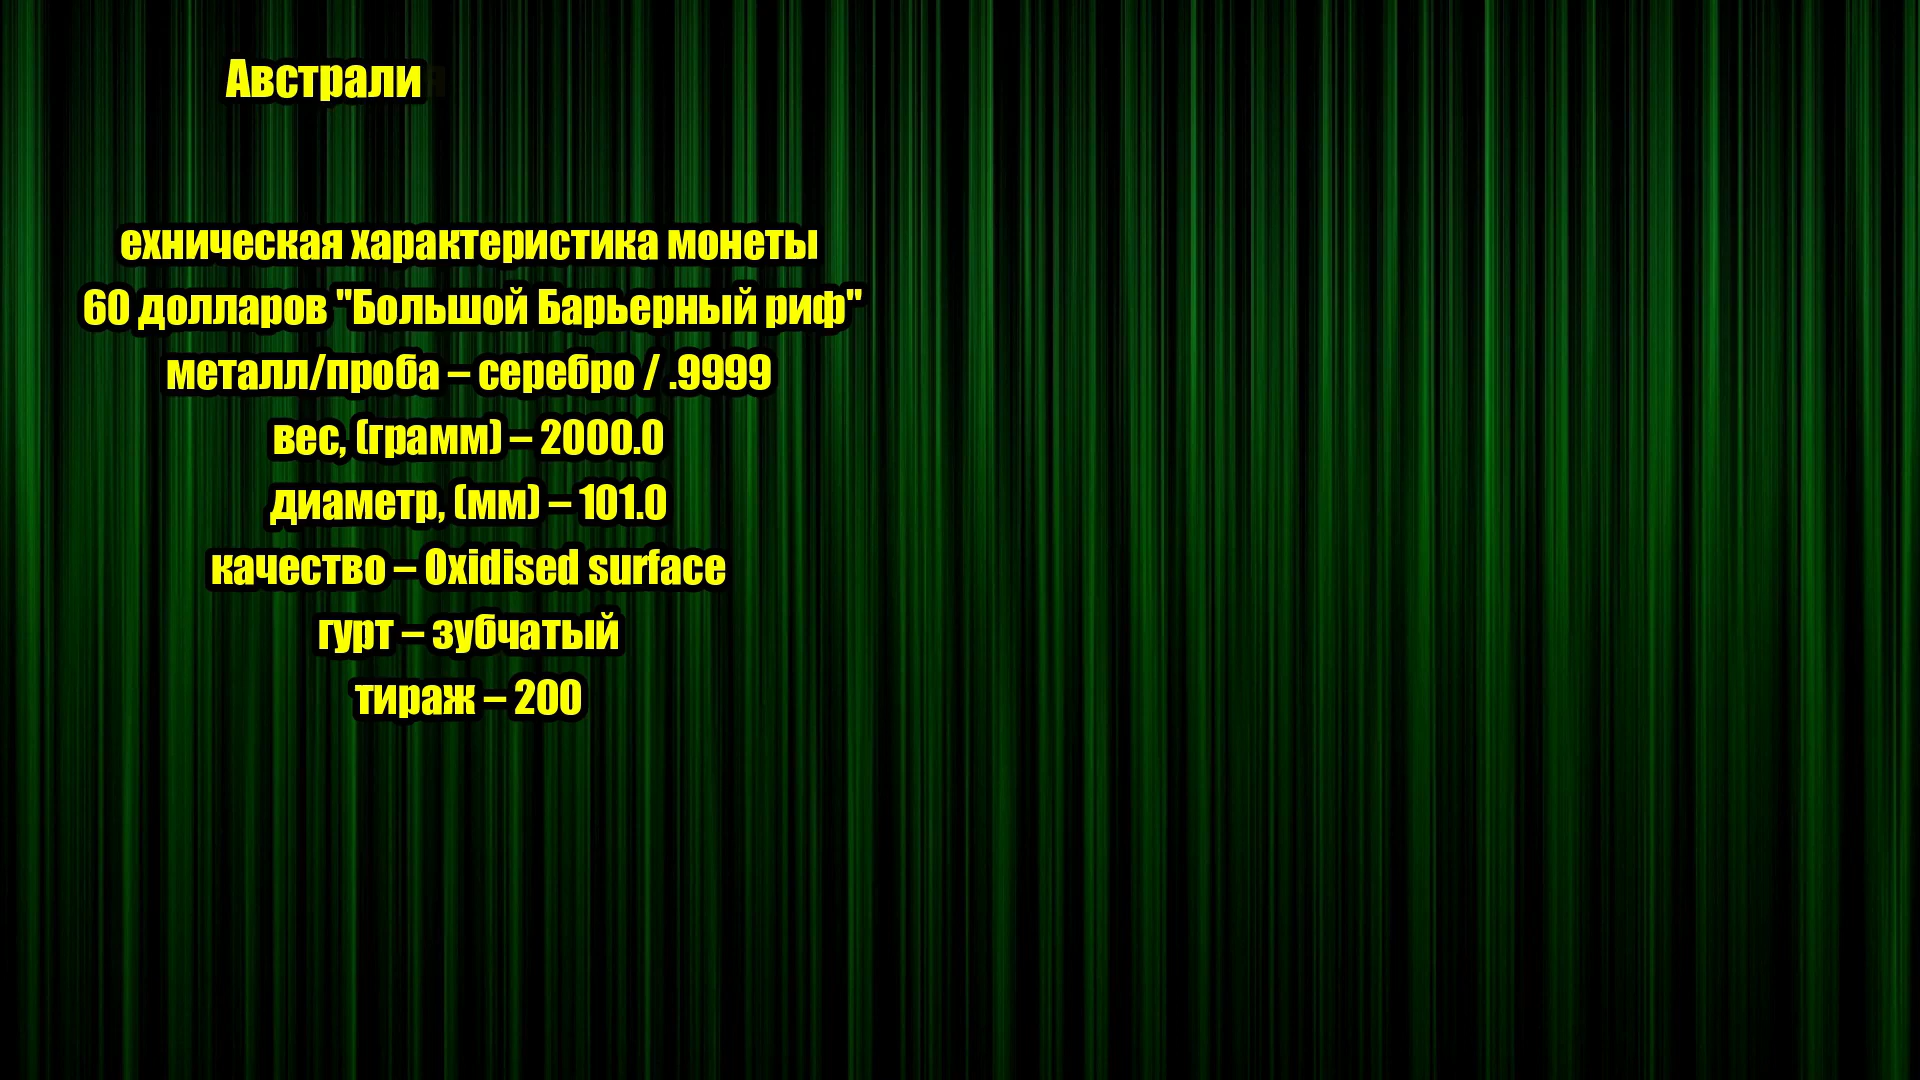 Австрали
ехническая характеристика монеты
60 долларов "Большой Барьерный риф"
металл/проба – серебро / .9999
вес, (грамм) – 2000.0
диаметр, (мм) – 101.0
качество – Oxidised surface
гурт – зубчатый
тираж – 200